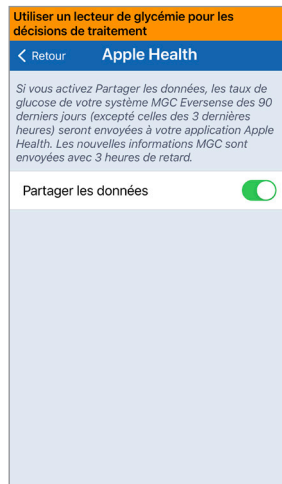 Utiliser un lecteur de glycémie pour les
décisions de traitement
Retour Apple Health
Si vous activez Partager les données, les taux de
glucose de votre système MGC Eversense des 90
derniers jours (excepté celles des 3 dernières
heures) seront envoyées à votre application Apple
Health. Les nouvelles informations MGC sont
envoyées avec 3 heures de retard.
Partager les données